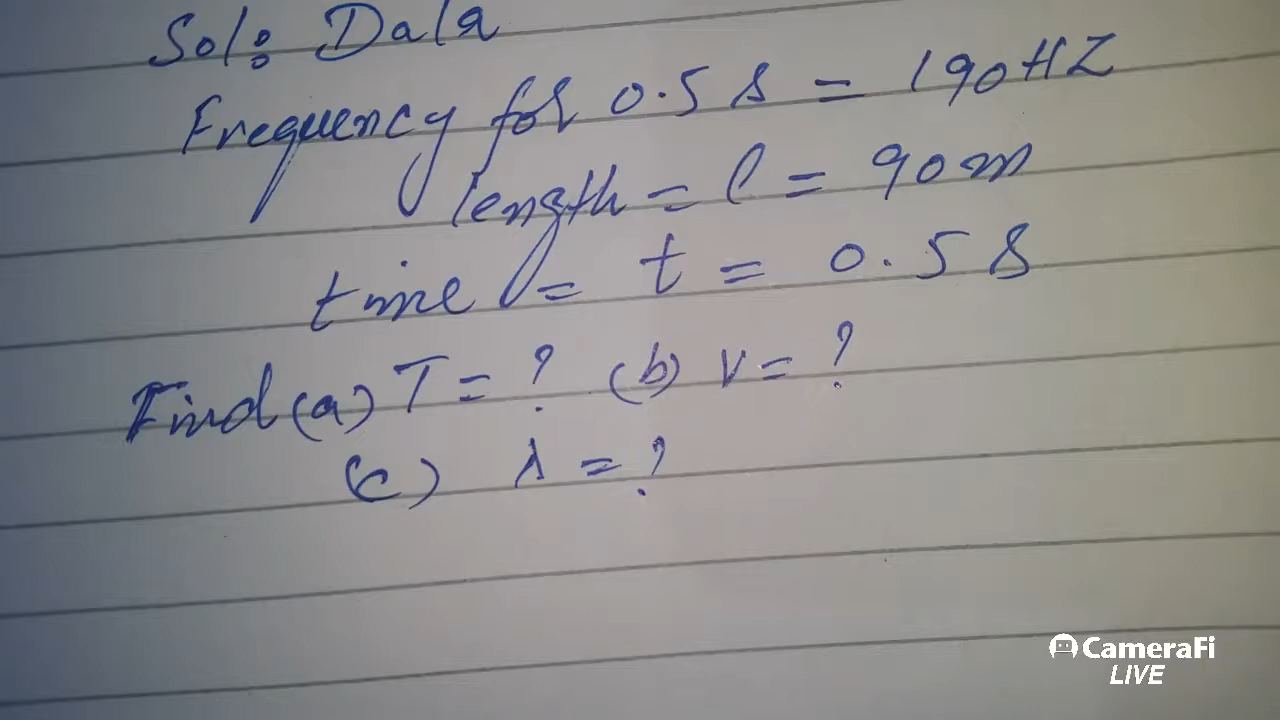 Sol: Data
Frequency for 0.5 s = 190 HZ
length = l = 90 m
time = t = 0.5 s
Find (a) T = ? (b) v = ?
(c) λ = ?
CameraFi
LIVE